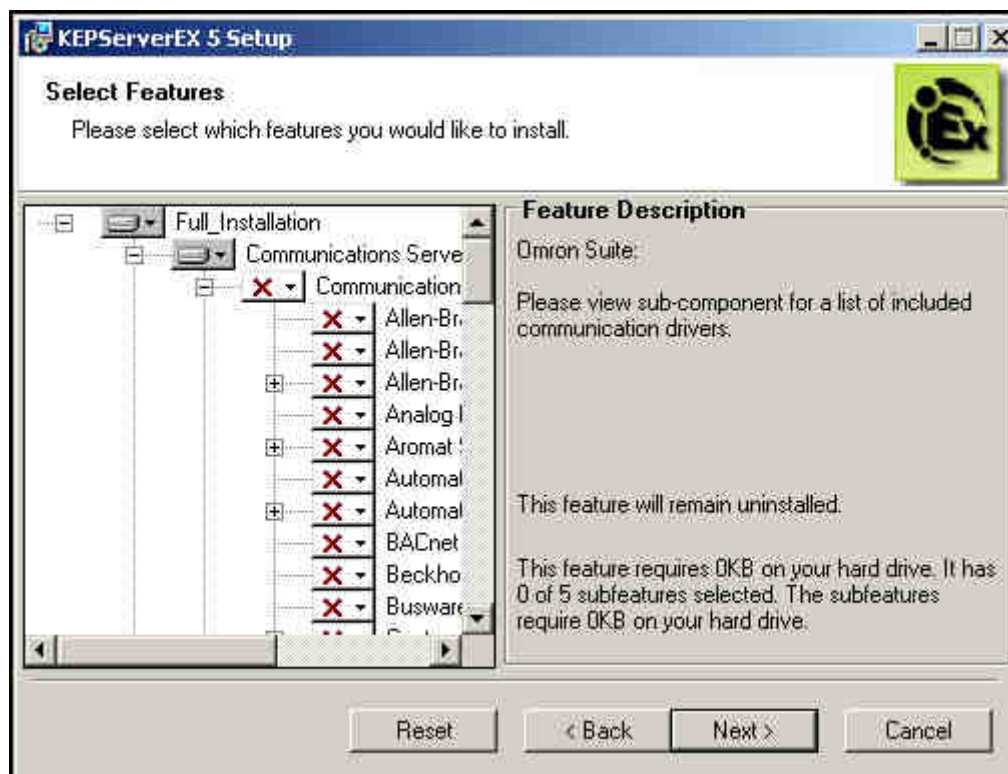 KEPServerEX 5 Setup
Select Features
Please select which features you would like to install.
Ex
Full_Installation
Communications Serve
Communication
Allen-Br
Allen-Br
Allen-Br
Analog
Aromat
Automat
Automat
BACnet
Beckho
Busware
Feature Description
Omron Suite:
Please view sub-component for a list of included
communication drivers.
This feature will remain uninstalled.
This feature requires 0KB on your hard drive. It has
0 of 5 subfeatures selected. The subfeatures
require 0KB on your hard drive.
Reset
< Back
Next >
Cancel